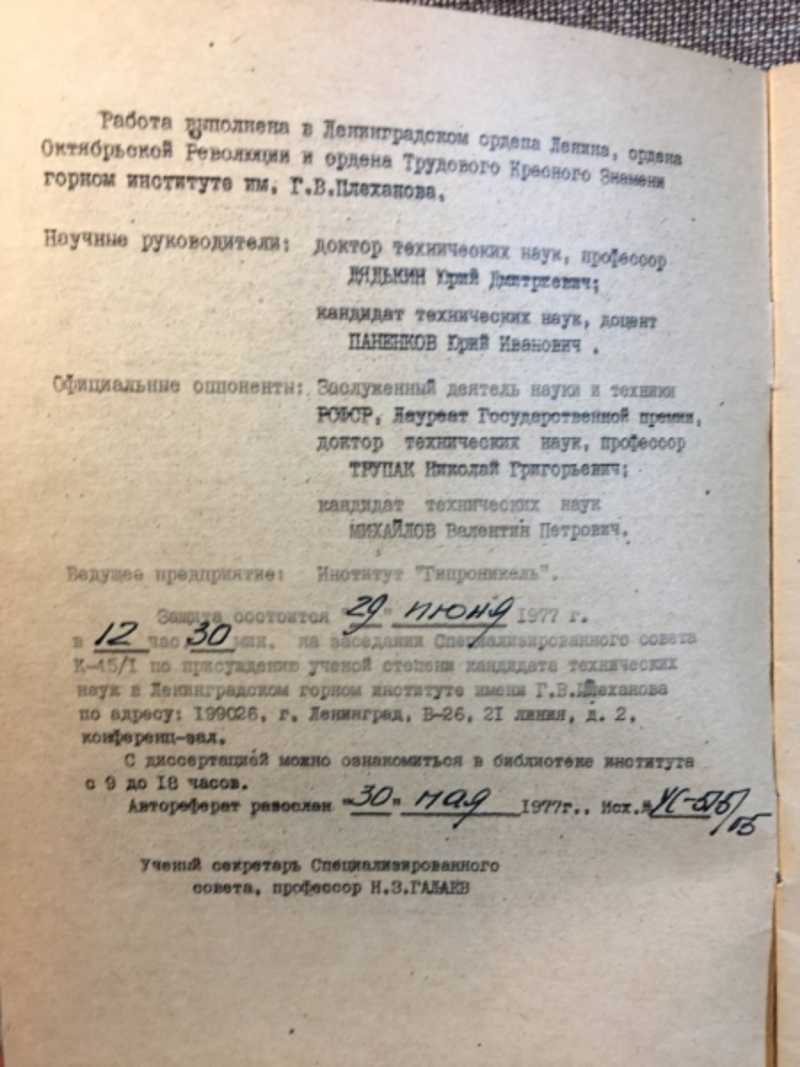 Работа выполнена в Ленинградском ордена Ленина, ордена
Октябрьской Революции и ордена Трудового Красного Знамени
горном институте им. Г.В.Плеханова.
Научные руководители: доктор технических наук, профессор
ДЯДЬКИН Юрий Дмитриевич;
кандидат технических наук, доцент
ПАНЕНКОВ Юрий Иванович .
Официальные оппоненты: Заслуженный деятель науки и техники
РСФСР, Лауреат Государственной премии,
доктор технических наук, профессор
ТРУПАК Николай Григорьевич;
кандидат технических наук
МИХАЙЛОВ Валентин Петрович.
Ведущее предприятие: Институт "Гипроникель".
Защита состоится "29" июня 1977 г.
в 12 час 30 мин. на заседании Специализированного совета
К-45/1 по присуждению ученой степени кандидата технических
наук в Ленинградском горном институте имени Г.В.Плеханова
по адресу: 199026, г. Ленинград, В-26, 21 линия, д. 2,
конференц-зал.
С диссертацией можно ознакомиться в библиотеке института
с 9 до 18 часов.
Автореферат разослан "30" мая 1977г., Исх.№
Ученый секретарь Специализированного
совета, профессор Н.З.ГАЛАЕВ